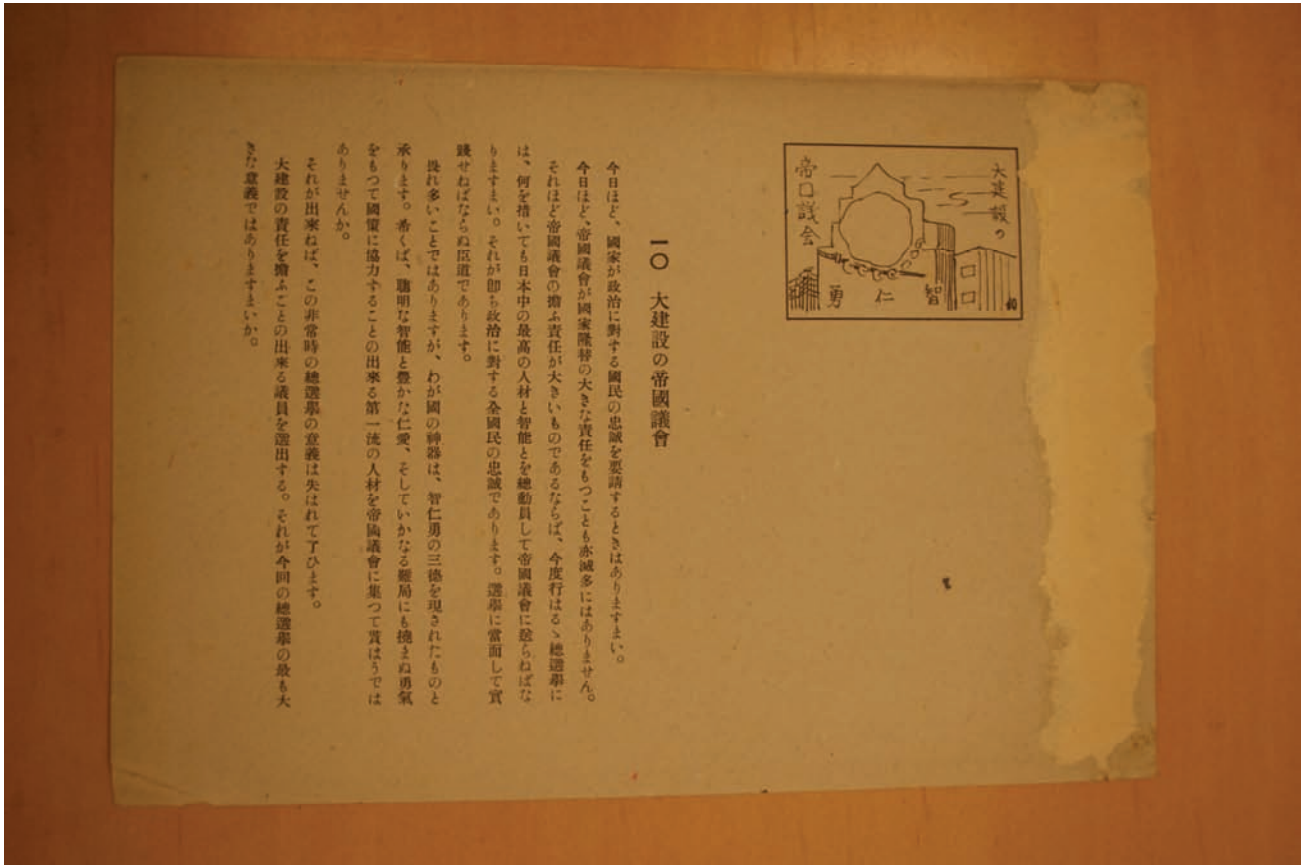 大建設の
帝口議会
智仁勇
一〇 大建設の帝國議會
今日ほど、國家が政治に對する國民の忠誠を要請するときはありますまい。
今日ほど、帝國議會が國家隆替の大きな責任をもつことも亦滅多にはありません。
それほど帝國議會の擔ふ責任が大きいものであるならば、今度行はるゝ總選擧に
は、何を措いても日本中の最高の人材と智能とを總動員して帝國議會に送らねばな
りますまい。それが卽ち政治に對する全國民の忠誠であります。選擧に當面して實
踐せねばならぬ臣道であります。
畏れ多いことではありますが、わが國の神器は、智仁勇の三德を現されたものと
承ります。希くば、聰明な智能と豊かな仁愛、そしていかなる難局にも撓まぬ勇氣
をもつて國策に協力することの出來る第一流の人材を帝國議會に集つて貰はうでは
ありませんか。
それが出來ねば、この非常時の總選擧の意義は失はれて了ひます。
大建設の責任を擔ふことの出來る議員を選出する。それが今回の總選擧の最も大
きな意義ではありますまいか。